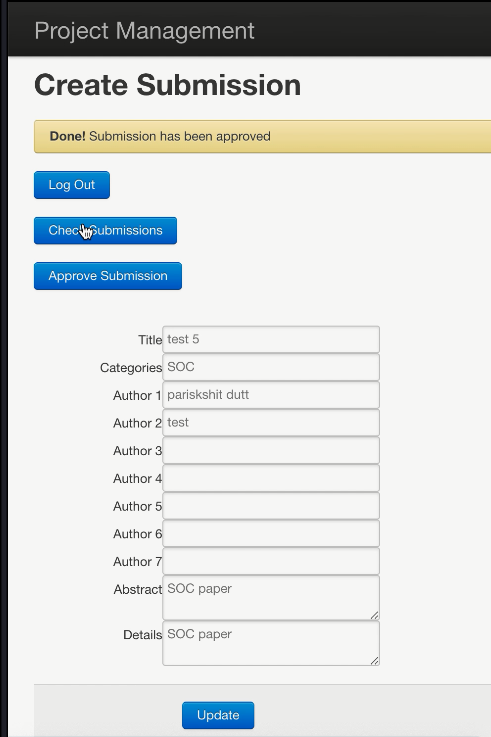 Project Management
Create Submission
Done! Submission has been approved
Log Out
Check Submissions
Approve Submission
Title test 5
Categories SOC
Author 1 pariskshit dutt
Author 2 test
Author 3
Author 4
Author 5
Author 6
Author 7
Abstract SOC paper
Details SOC paper
Update